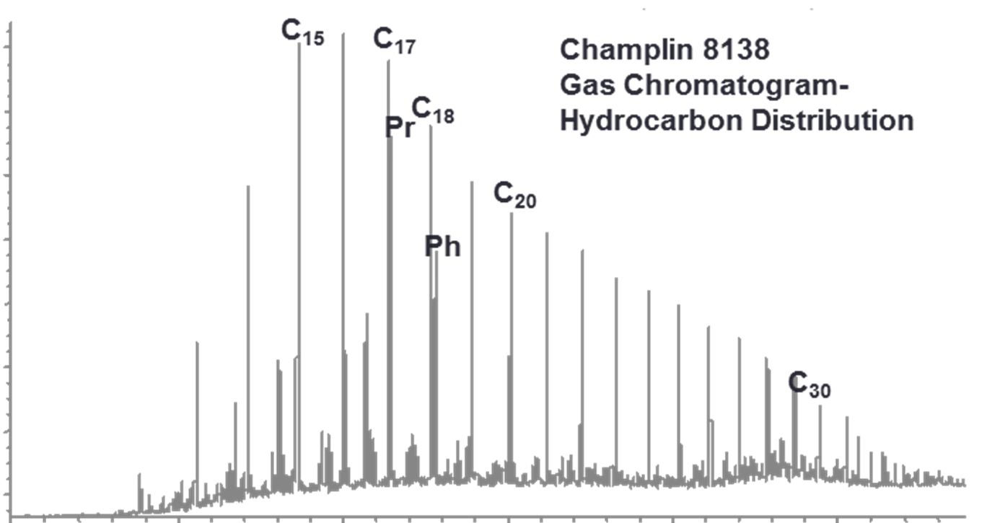 Champlin 8138
Gas Chromatogram-
Hydrocarbon Distribution
C₁₅
C₁₇
Pr
C₁₈
Ph
C₂₀
C₃₀